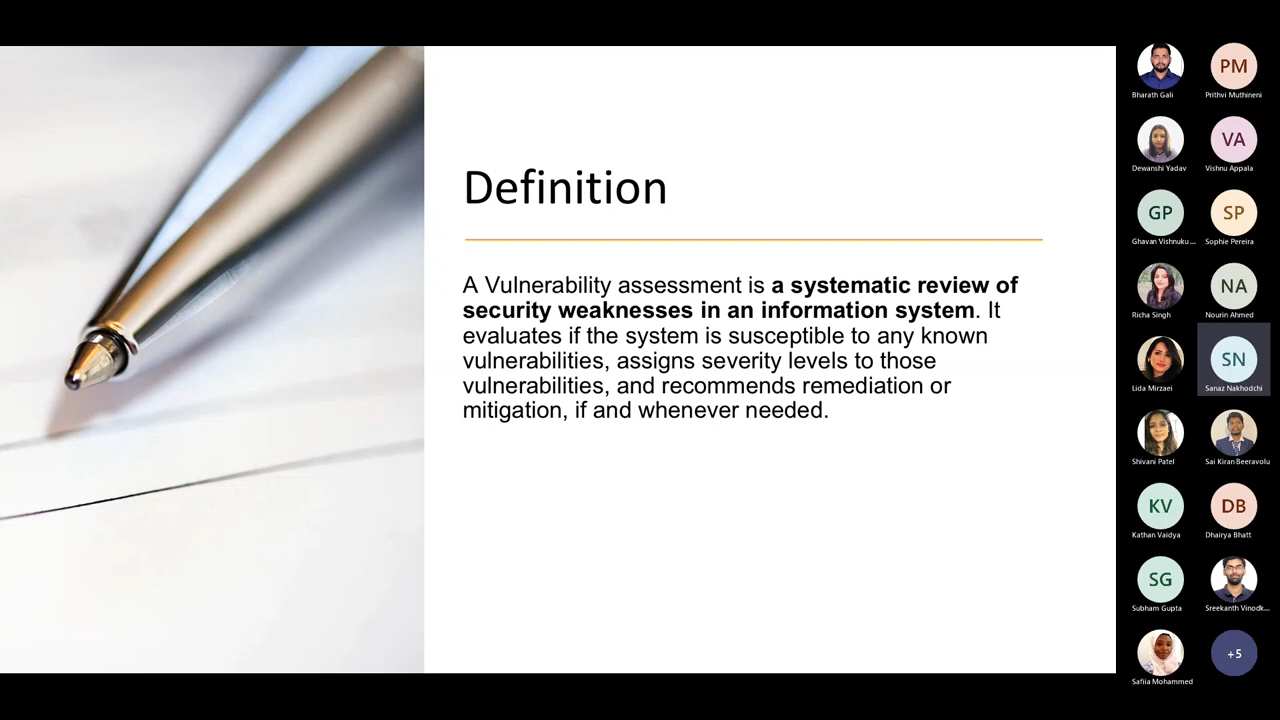 Definition
A Vulnerability assessment is a systematic review of
security weaknesses in an information system. It
evaluates if the system is susceptible to any known
vulnerabilities, assigns severity levels to those
vulnerabilities, and recommends remediation or
mitigation, if and whenever needed.
Bharath Gali
PM
Prithvi Muthineni
Dewanshi Yadav
VA
Vishnu Appala
GP
Ghavan Vishnuku...
SP
Sophie Pereira
Richa Singh
NA
Nourin Ahmed
Lida Mirzaei
SN
Sanaz Nakhodchi
Shivani Patel
Sai Kiran Beeravolu
KV
Kathan Vaidya
DB
Dhairya Bhatt
SG
Subham Gupta
Sreekanth Vinodk...
Safiia Mohammed
+5